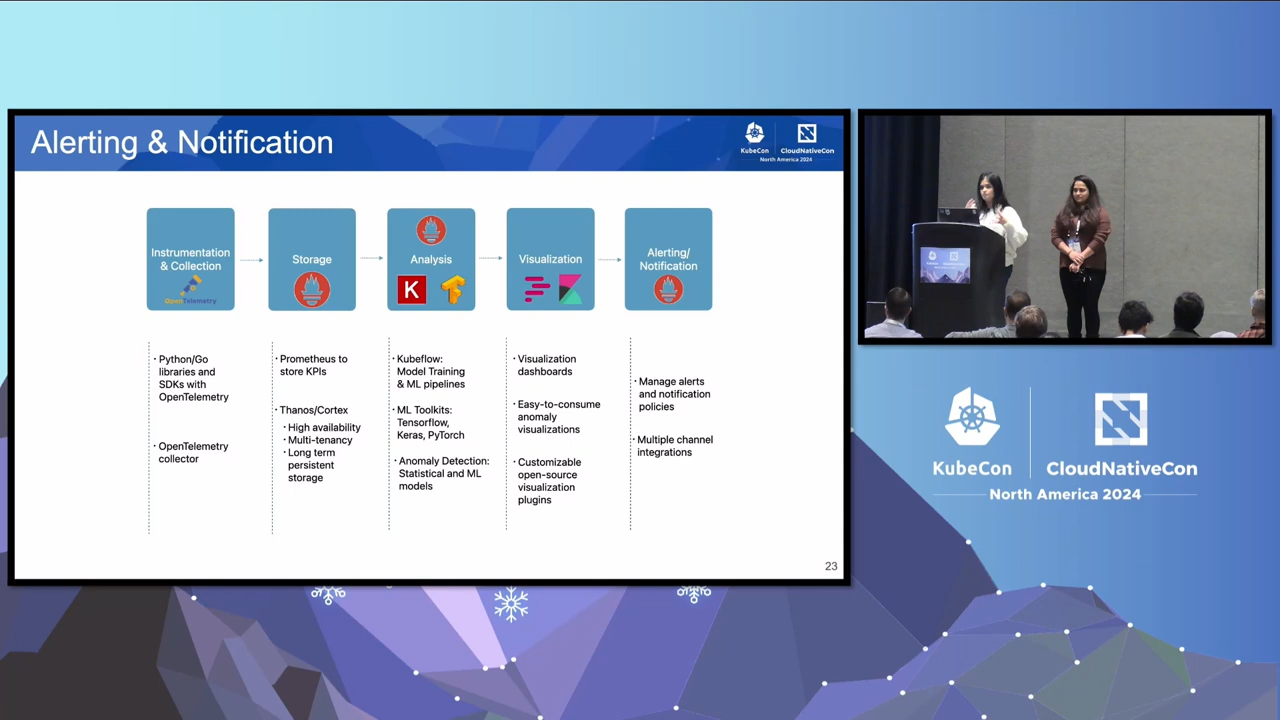 Alerting & Notification
KubeCon
CloudNativeCon
North America 2024
Instrumentation
& Collection
OpenTelemetry
Storage
Analysis
K
Visualization
Alerting/
Notification
· Python/Go
libraries and
SDKs with
OpenTelemetry
· OpenTelemetry
collector
· Prometheus to
store KPIs
· Thanos/Cortex
· High availability
· Multi-tenancy
· Long term
persistent
storage
· Kubeflow:
Model Training
& ML pipelines
· ML Toolkits:
Tensorflow,
Keras, PyTorch
· Anomaly Detection:
Statistical and ML
models
· Visualization
dashboards
· Easy-to-consume
anomaly
visualizations
· Customizable
open-source
visualization
plugins
· Manage alerts
and notification
policies
· Multiple channel
integrations
23
KubeCon
CloudNativeCon
North America 2024